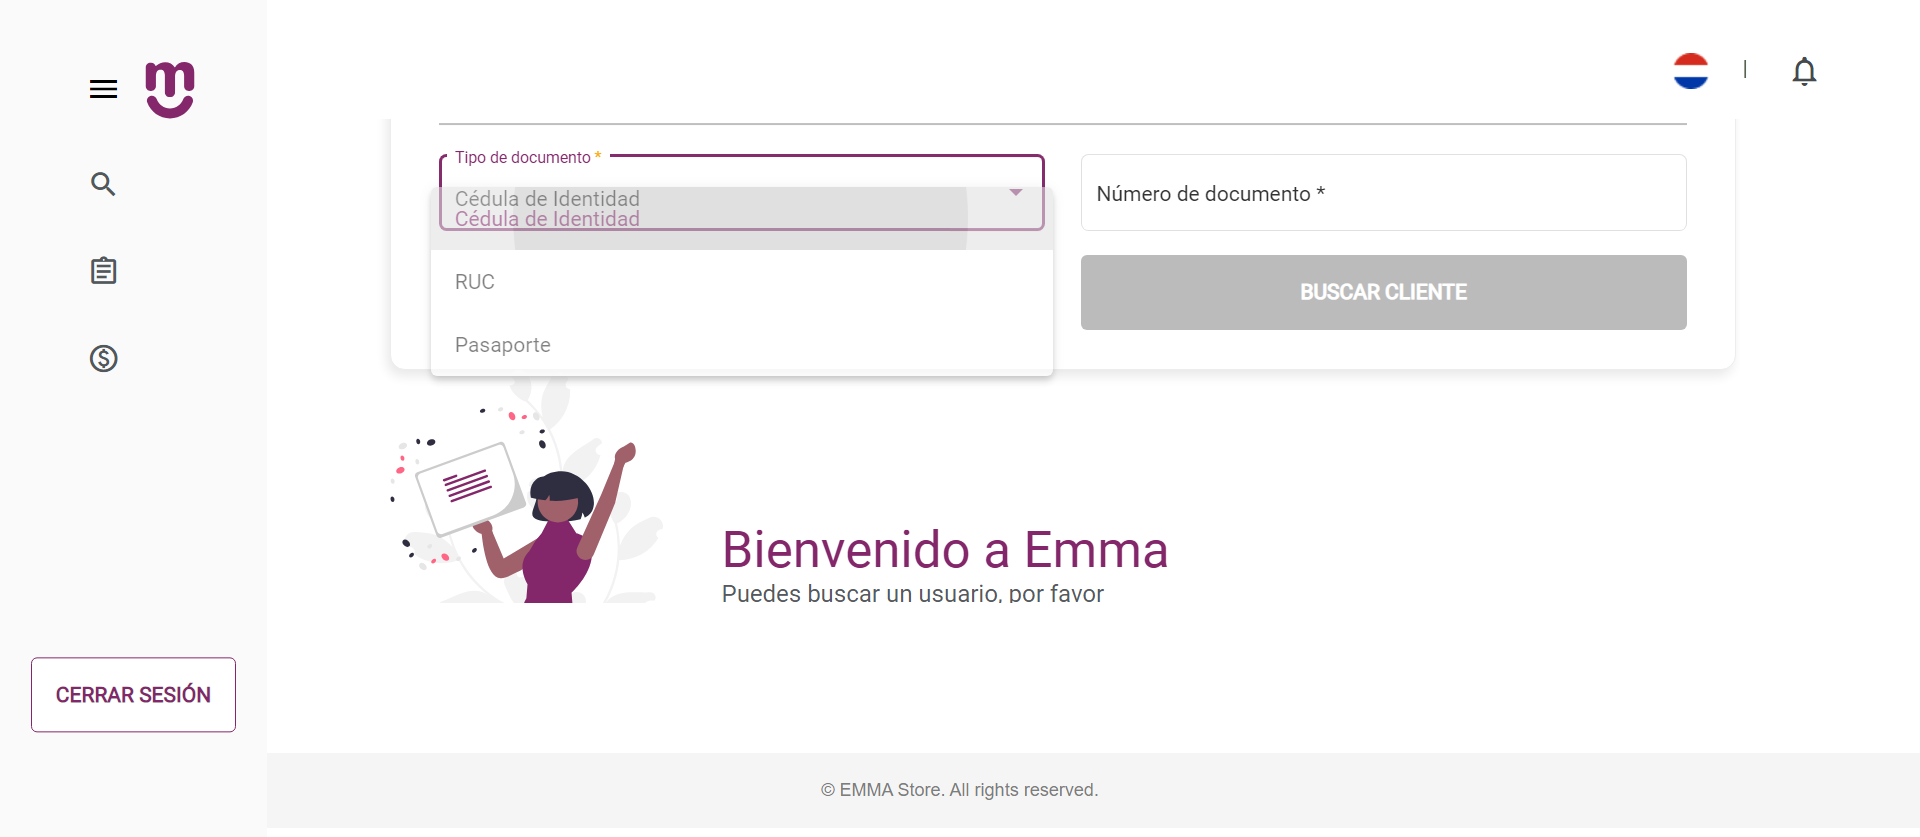 Tipo de documento *
Cédula de Identidad
Cédula de Identidad
Número de documento *
RUC
BUSCAR CLIENTE
Pasaporte
Bienvenido a Emma
Puedes buscar un usuario, por favor
CERRAR SESIÓN
© EMMA Store. All rights reserved.